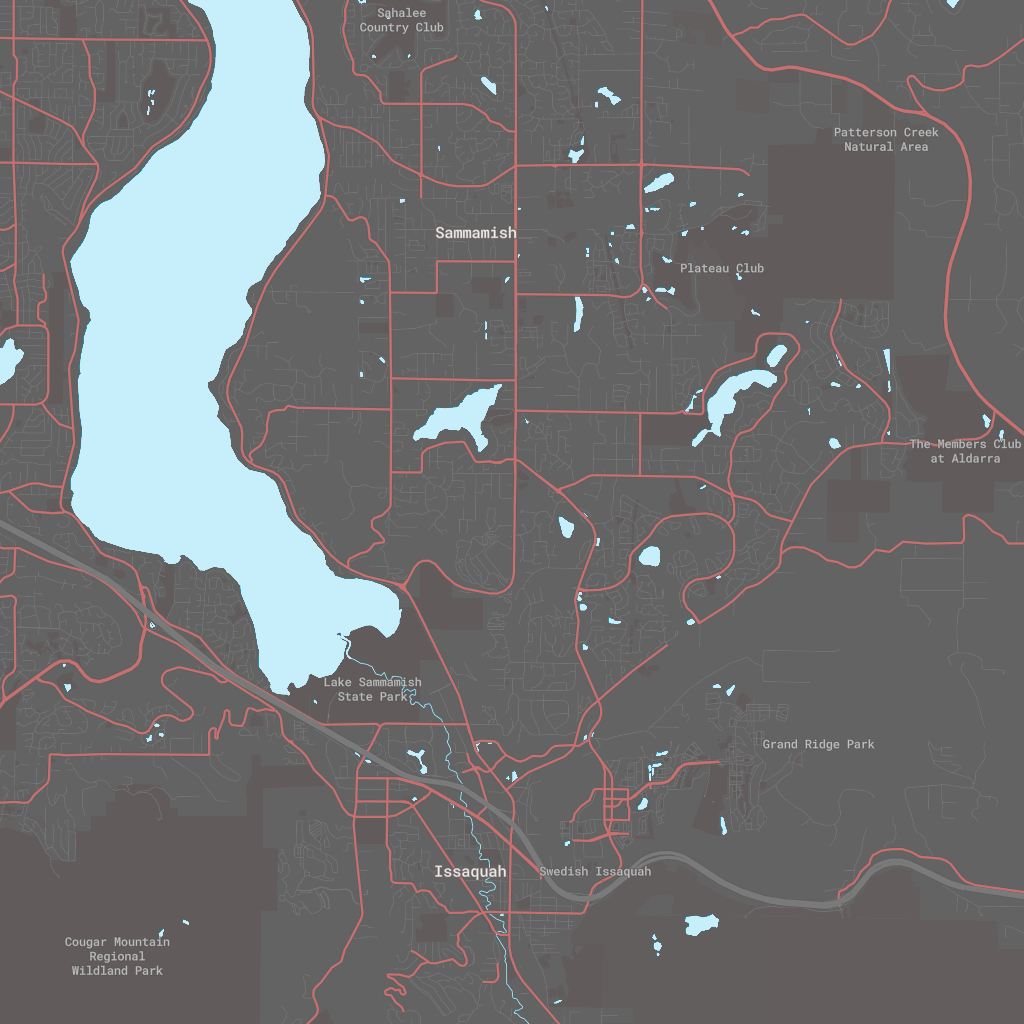 Sahalee
Country Club
Patterson Creek
Natural Area
Sammamish
Plateau Club
The Members Club
at Aldarra
Lake Sammamish
State Park
Grand Ridge Park
Issaquah
Swedish Issaquah
Cougar Mountain
Regional
Wildland Park